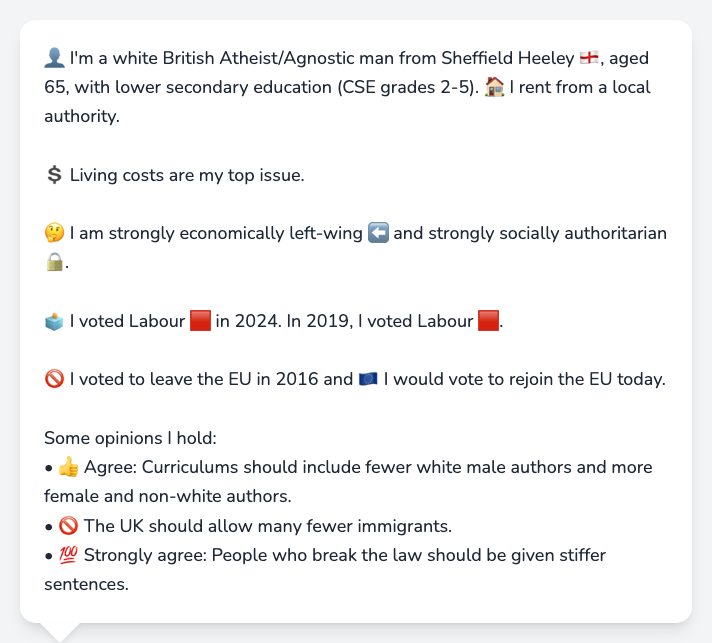 👤 I'm a white British Atheist/Agnostic man from Sheffield Heeley 🏴󠁧󠁢󠁥󠁮󠁧󠁿, aged
65, with lower secondary education (CSE grades 2-5). 🏠 I rent from a local
authority.
💲 Living costs are my top issue.
🤔 I am strongly economically left-wing ⬅️ and strongly socially authoritarian
🔒.
🗳️ I voted Labour 🟥 in 2024. In 2019, I voted Labour 🟥.
🚫 I voted to leave the EU in 2016 and 🇪🇺 I would vote to rejoin the EU today.
Some opinions I hold:
• 👍 Agree: Curriculums should include fewer white male authors and more
female and non-white authors.
• 🚫 The UK should allow many fewer immigrants.
• 💯 Strongly agree: People who break the law should be given stiffer
sentences.